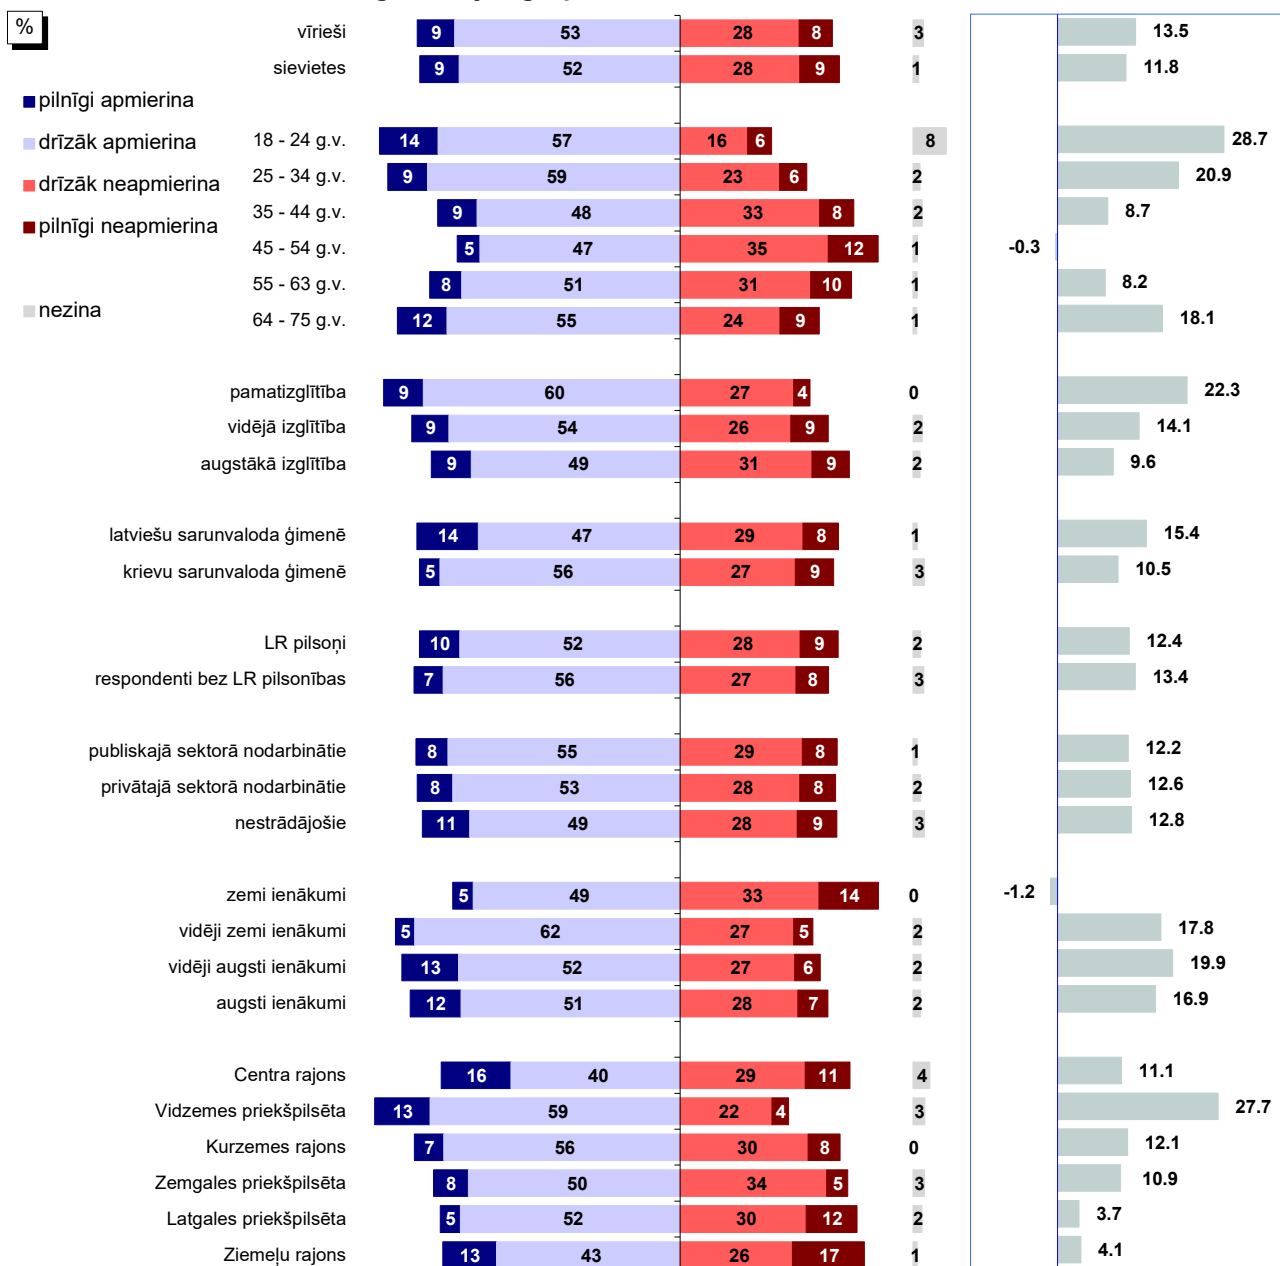 %
pilnīgi apmierina
drīzāk apmierina
drīzāk neapmierina
pilnīgi neapmierina
nezina
vīrieši 9 53 28 8 3 13.5
sievietes 9 52 28 9 1 11.8
18 - 24 g.v. 14 57 16 6 8 28.7
25 - 34 g.v. 9 59 23 6 2 20.9
35 - 44 g.v. 9 48 33 8 2 8.7
45 - 54 g.v. 5 47 35 12 1 -0.3
55 - 63 g.v. 8 51 31 10 1 8.2
64 - 75 g.v. 12 55 24 9 1 18.1
pamatizglītība 9 60 27 4 0 22.3
vidējā izglītība 9 54 26 9 2 14.1
augstākā izglītība 9 49 31 9 2 9.6
latviešu sarunvaloda ģimenē 14 47 29 8 1 15.4
krievu sarunvaloda ģimenē 5 56 27 9 3 10.5
LR pilsoņi 10 52 28 9 2 12.4
respondenti bez LR pilsonības 7 56 27 8 3 13.4
publiskajā sektorā nodarbinātie 8 55 29 8 1 12.2
privātajā sektorā nodarbinātie 8 53 28 8 2 12.6
nestrādājošie 11 49 28 9 3 12.8
zemi ienākumi 5 49 33 14 0 -1.2
vidēji zemi ienākumi 5 62 27 5 2 17.8
vidēji augsti ienākumi 13 52 27 6 2 19.9
augsti ienākumi 12 51 28 7 2 16.9
Centra rajons 16 40 29 11 4 11.1
Vidzemes priekšpilsēta 13 59 22 4 3 27.7
Kurzemes rajons 7 56 30 8 0 12.1
Zemgales priekšpilsēta 8 50 34 5 3 10.9
Latgales priekšpilsēta 5 52 30 12 2 3.7
Ziemeļu rajons 13 43 26 17 1 4.1